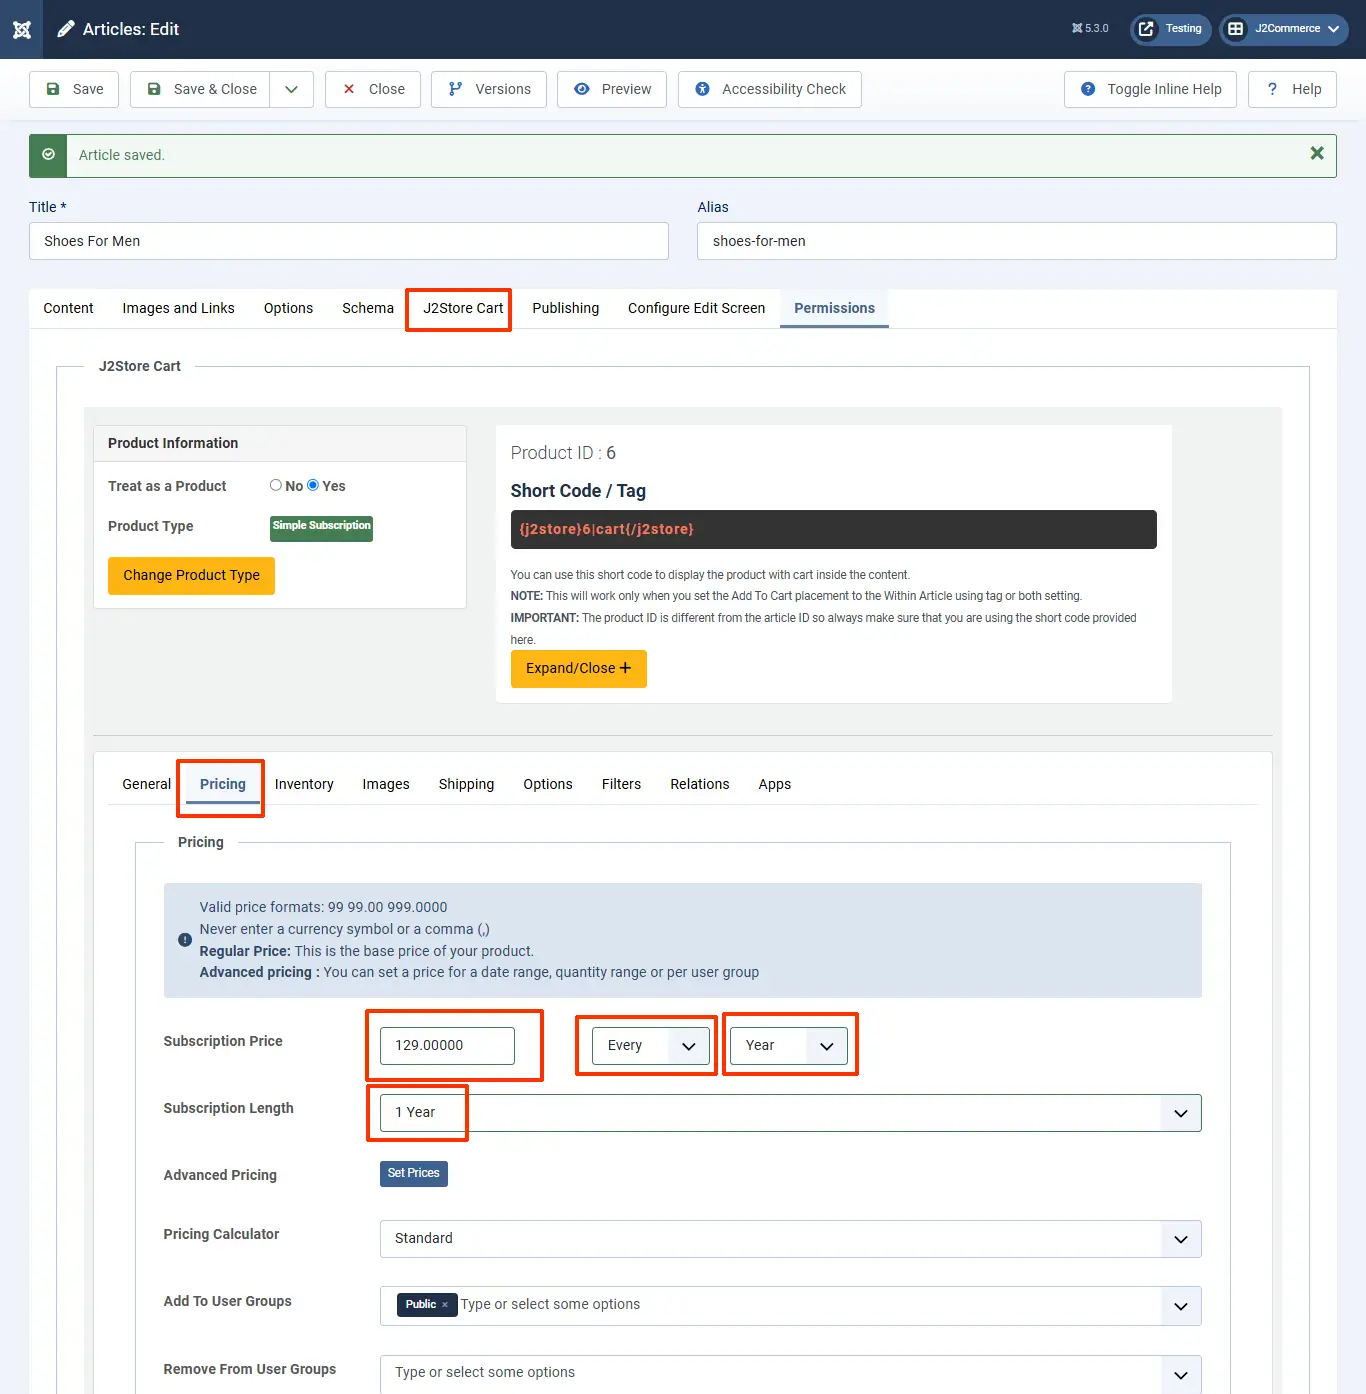 Articles: Edit
5.3.0
Testing
J2Commerce
Save
Save & Close
Close
Versions
Preview
Accessibility Check
Toggle Inline Help
? Help
Article saved.
Title *
Alias
Shoes For Men
shoes-for-men
Content
Images and Links
Options
Schema
J2Store Cart
Publishing
Configure Edit Screen
Permissions
J2Store Cart
Product Information
Treat as a Product
No
Yes
Product Type
Simple Subscription
Change Product Type
Product ID : 6
Short Code / Tag
{j2store}6|cart{/j2store}
You can use this short code to display the product with cart inside the content.
NOTE: This will work only when you set the Add To Cart placement to the Within Article using tag or both setting.
IMPORTANT: The product ID is different from the article ID so always make sure that you are using the short code provided
here.
Expand/Close +
General
Pricing
Inventory
Images
Shipping
Options
Filters
Relations
Apps
Pricing
Valid price formats: 99 99.00 999.0000
Never enter a currency symbol or a comma (,)
Regular Price: This is the base price of your product.
Advanced pricing : You can set a price for a date range, quantity range or per user group
Subscription Price
129.00000
Every
Year
Subscription Length
1 Year
Advanced Pricing
Set Prices
Pricing Calculator
Standard
Add To User Groups
Public ×
Type or select some options
Remove From User Groups
Type or select some options